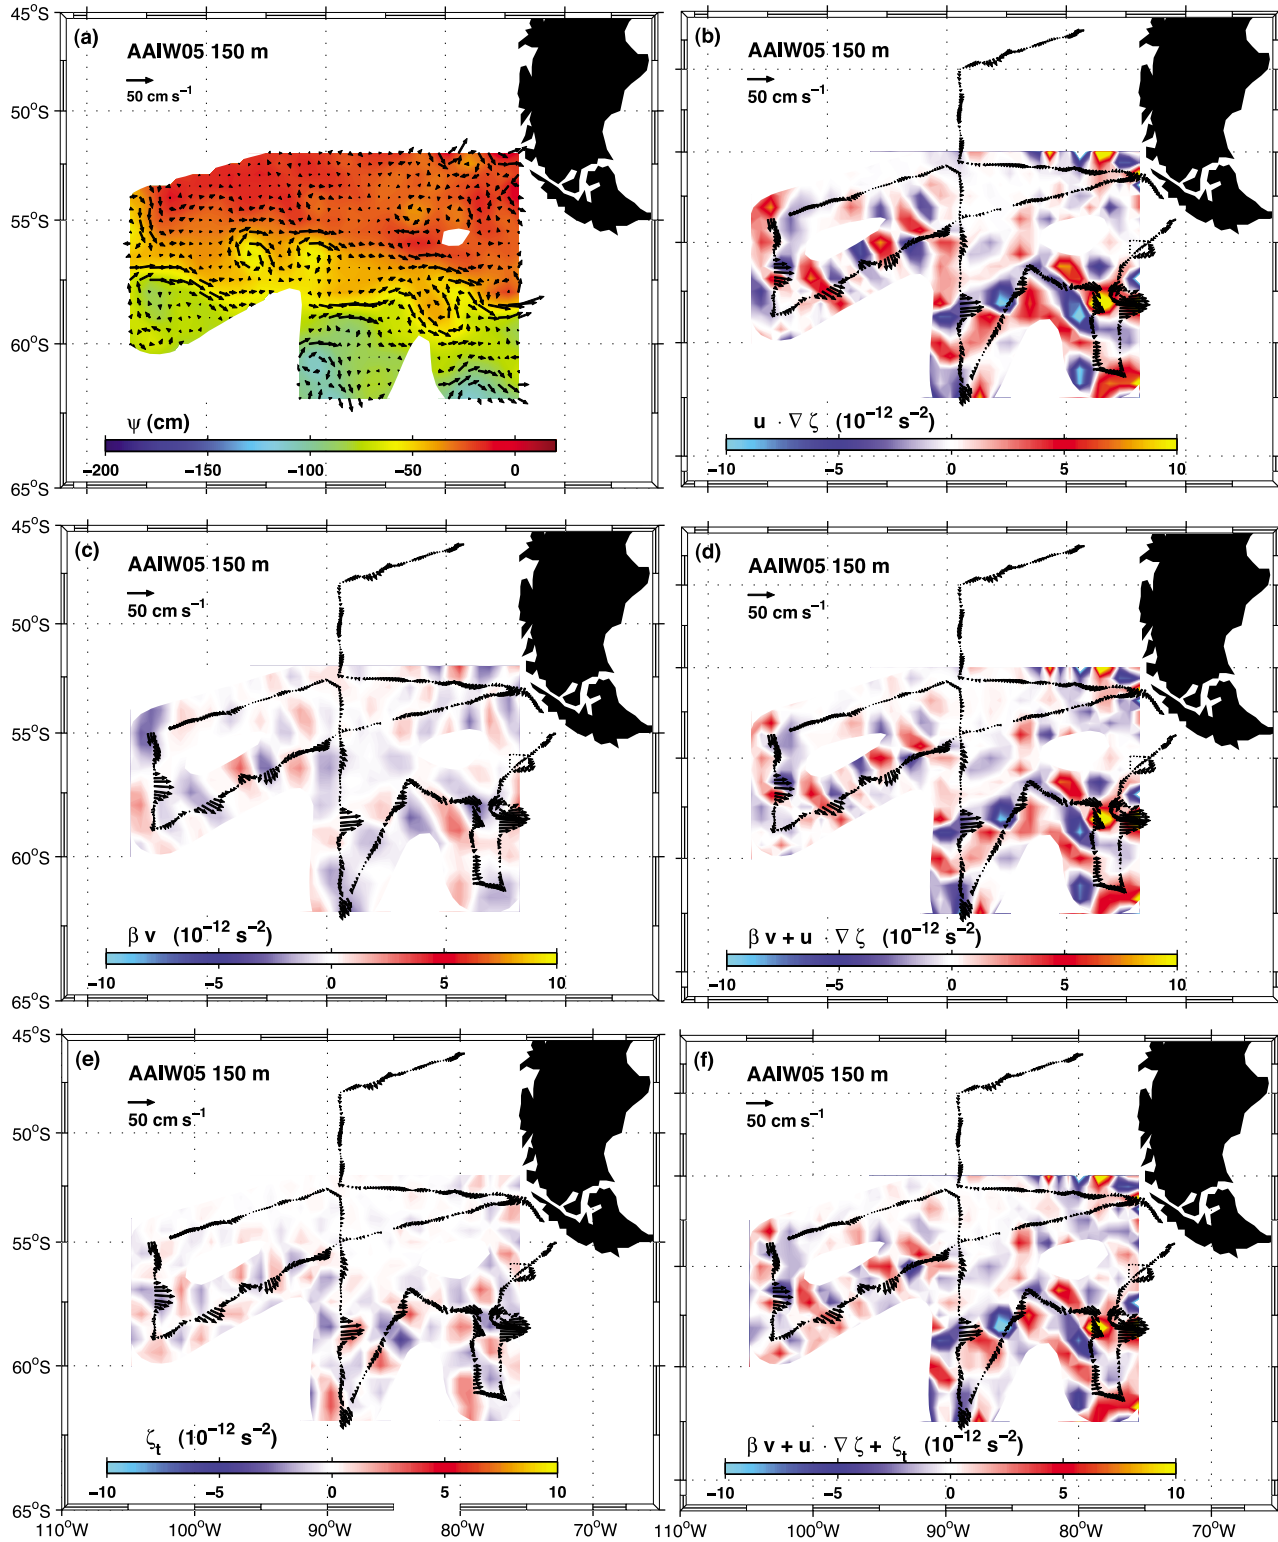 45°S
50°S
55°S
60°S
65°S
(a)
AAIW05 150 m
50 cm s⁻¹
ψ (cm)
−200 −150 −100 −50 0
(b)
AAIW05 150 m
50 cm s⁻¹
u · ∇ ζ (10⁻¹² s⁻²)
−10 −5 0 5 10
45°S
50°S
55°S
60°S
65°S
(c)
AAIW05 150 m
50 cm s⁻¹
β v (10⁻¹² s⁻²)
−10 −5 0 5 10
(d)
AAIW05 150 m
50 cm s⁻¹
β v + u · ∇ ζ (10⁻¹² s⁻²)
−10 −5 0 5 10
45°S
50°S
55°S
60°S
65°S
(e)
AAIW05 150 m
50 cm s⁻¹
ζₜ (10⁻¹² s⁻²)
−10 −5 0 5 10
110°W 100°W 90°W 80°W 70°W
(f)
AAIW05 150 m
50 cm s⁻¹
β v + u · ∇ ζ + ζₜ (10⁻¹² s⁻²)
−10 −5 0 5 10
110°W 100°W 90°W 80°W 70°W